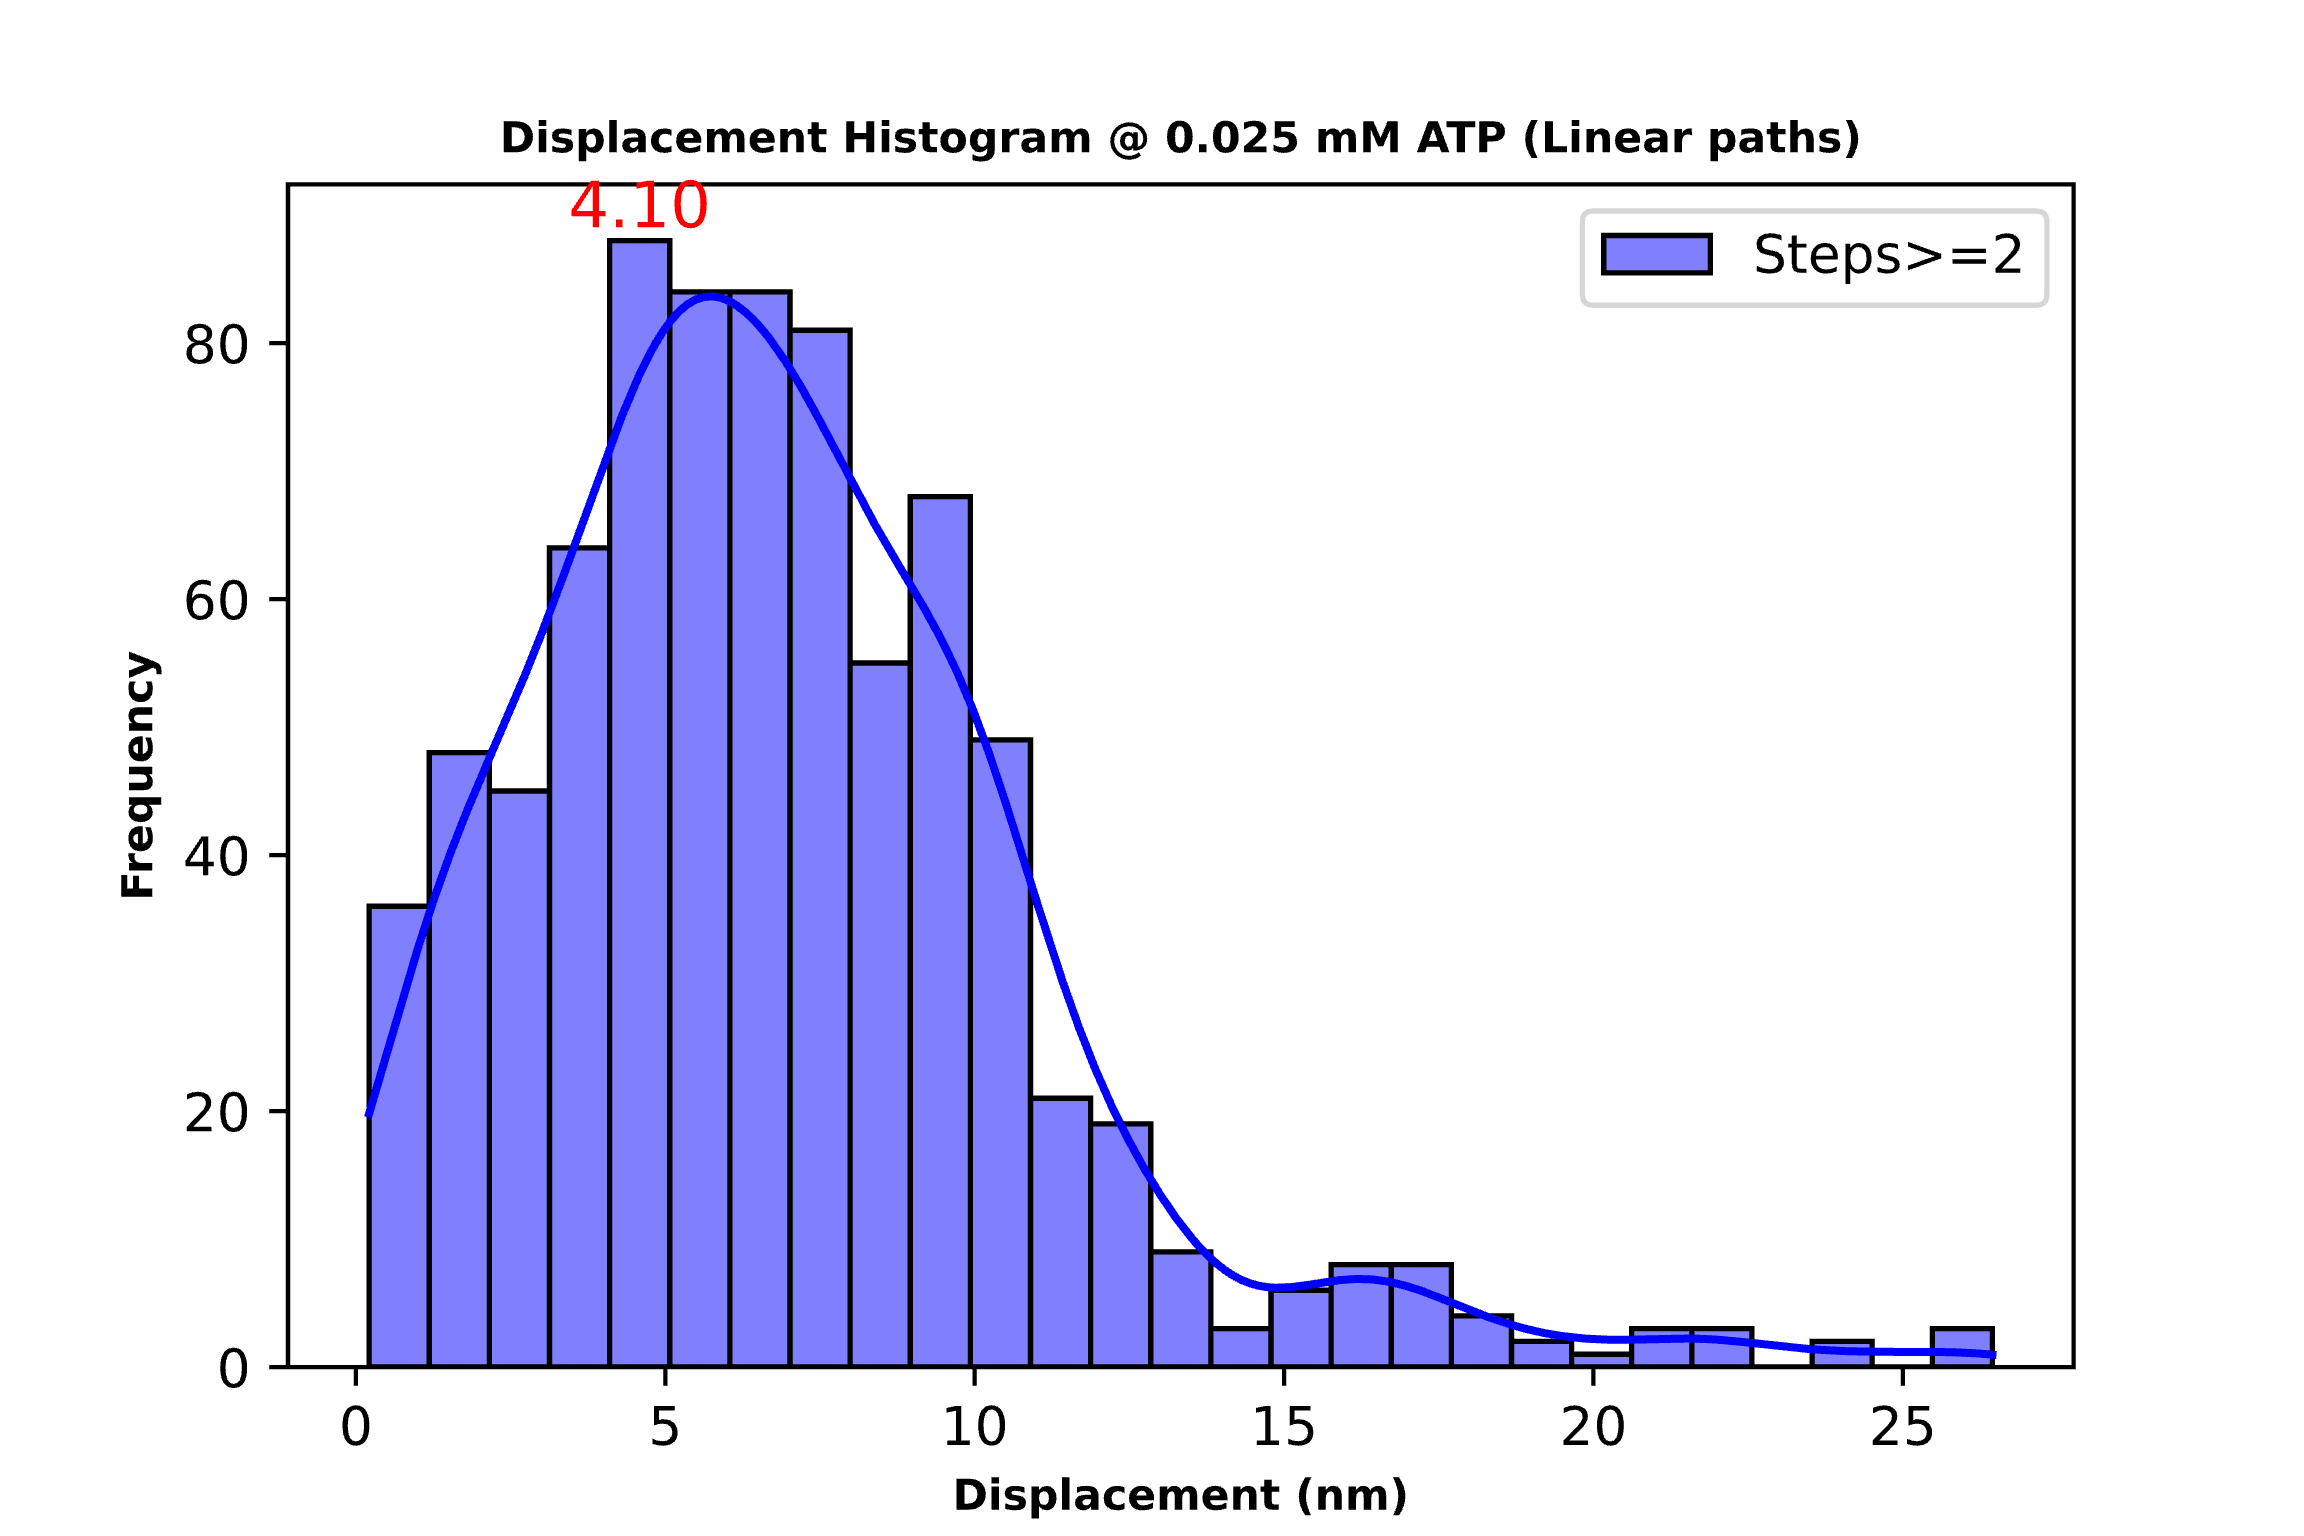 Displacement Histogram @ 0.025 mM ATP (Linear paths)
4.10
Steps>=2
80
60
40
20
0
Frequency
0 5 10 15 20 25
Displacement (nm)